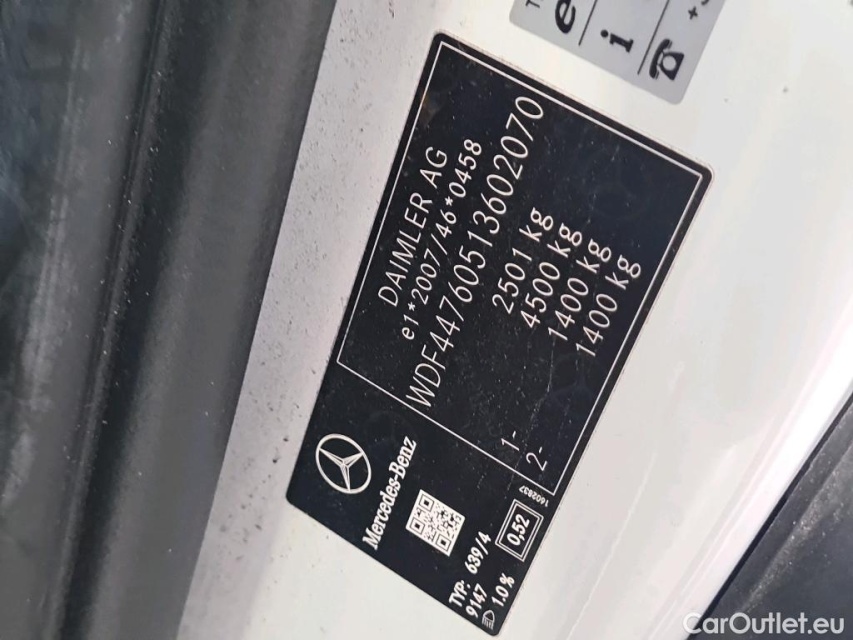 DAIMLER AG
e1*2007/46*0458
WDF44760513602070
2501 kg
4500 kg
1- 1400 kg
2- 1400 kg
Mercedes-Benz
TYP: 639/4
9147
1.0%
0,52
1602837
e
i
CarOutlet.eu